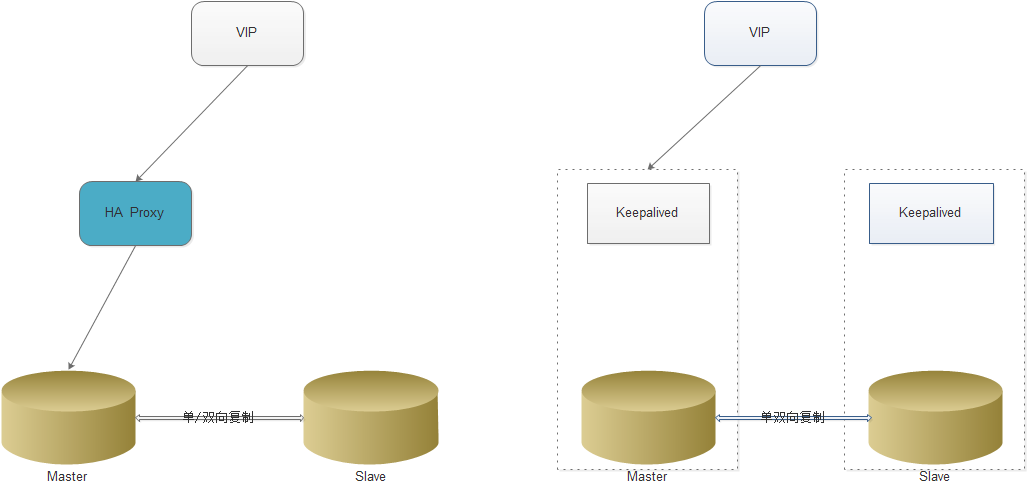 VIP
HA Proxy
单/双向复制
Master
Slave
VIP
Keepalived
Keepalived
单双向复制
Master
Slave